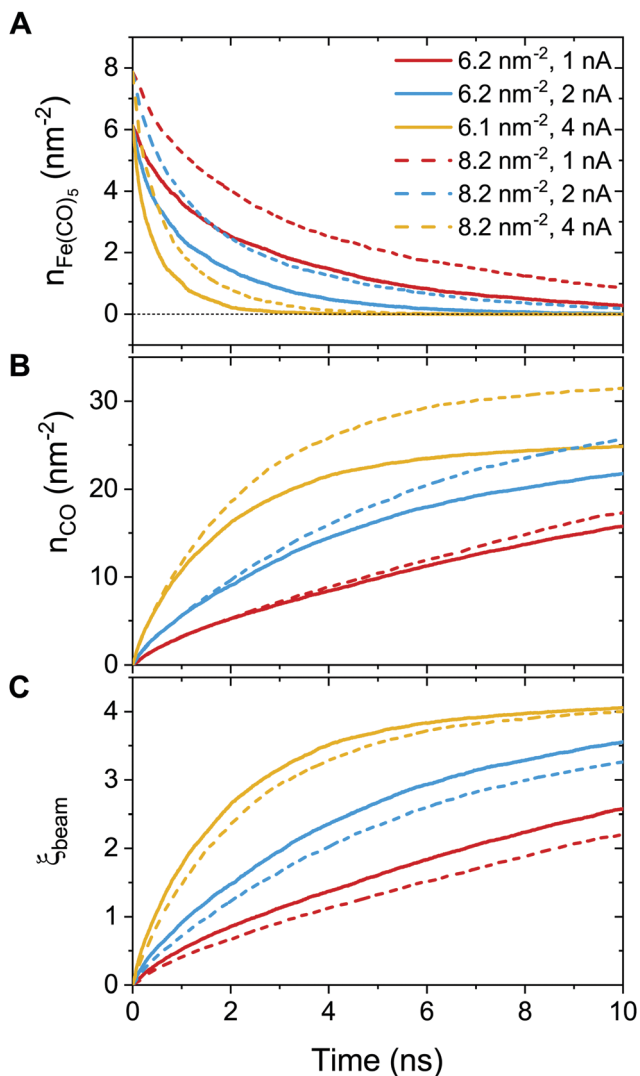 A
8
6
4
2
0
n_Fe(CO)5 (nm⁻²)
6.2 nm⁻², 1 nA
6.2 nm⁻², 2 nA
6.1 nm⁻², 4 nA
8.2 nm⁻², 1 nA
8.2 nm⁻², 2 nA
8.2 nm⁻², 4 nA
B
30
20
10
0
n_CO (nm⁻²)
C
4
3
2
1
0
ξ_beam
0 2 4 6 8 10
Time (ns)